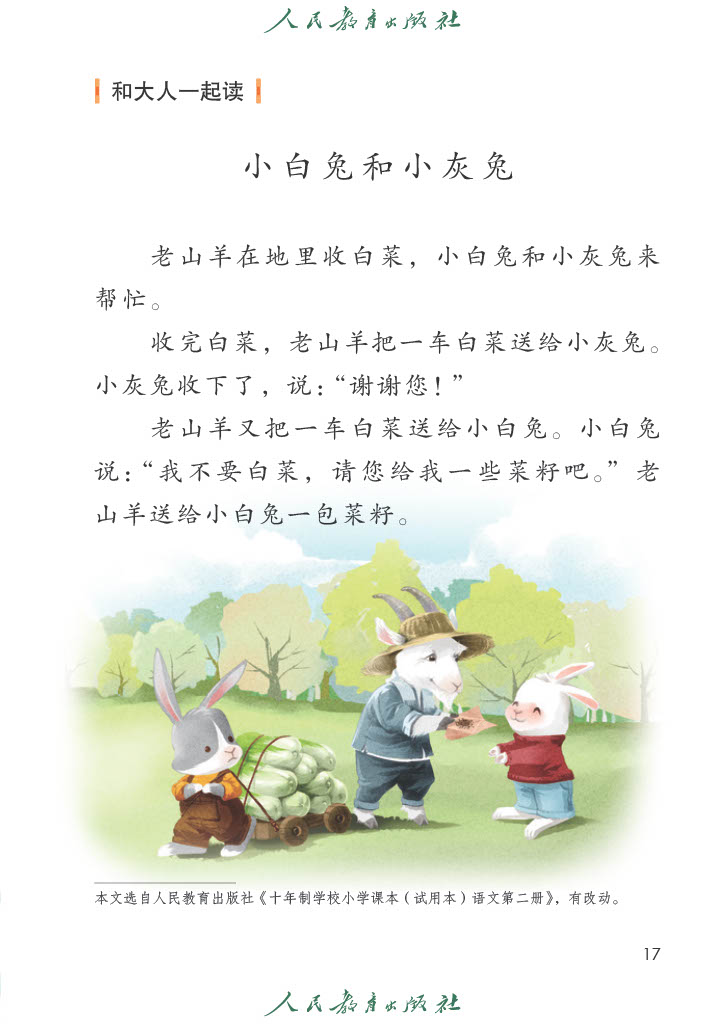 人民教育出版社
和大人一起读
小白兔和小灰兔
老山羊在地里收白菜，小白兔和小灰兔来
帮忙。
收完白菜，老山羊把一车白菜送给小灰兔。
小灰兔收下了，说：“谢谢您！”
老山羊又把一车白菜送给小白兔。小白兔
说：“我不要白菜，请您给我一些菜籽吧。”老
山羊送给小白兔一包菜籽。
本文选自人民教育出版社《十年制学校小学课本（试用本）语文第二册》，有改动。
17
人民教育出版社